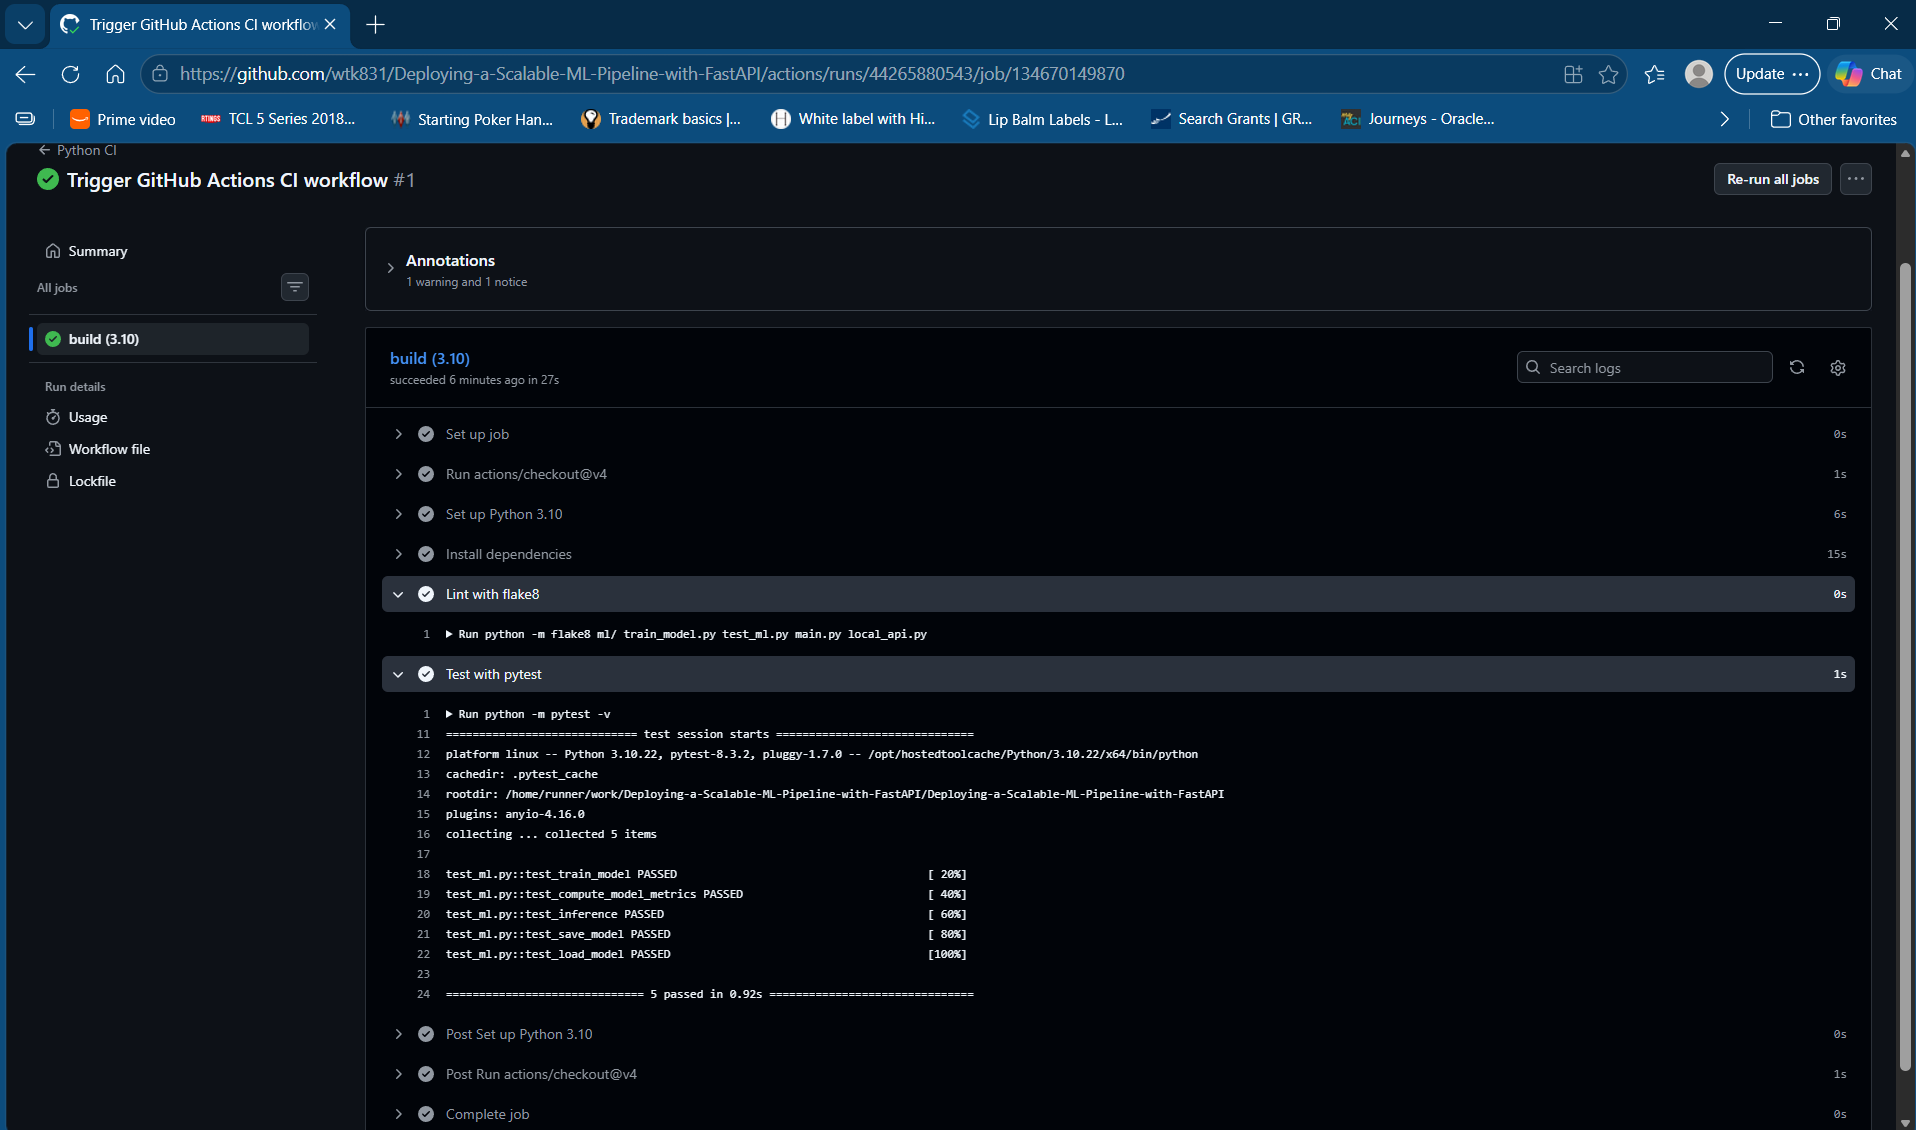 Trigger GitHub Actions CI workflow
https://github.com/wtk831/Deploying-a-Scalable-ML-Pipeline-with-FastAPI/actions/runs/44265880543/job/134670149870
Update
Chat
Prime video
RTINGS TCL 5 Series 2018...
Starting Poker Han...
Trademark basics |...
White label with Hi...
Lip Balm Labels - L...
Search Grants | GR...
Journeys - Oracle...
Other favorites
Python CI
Trigger GitHub Actions CI workflow #1
Re-run all jobs
Summary
All jobs
build (3.10)
Run details
Usage
Workflow file
Lockfile
Annotations
1 warning and 1 notice
build (3.10)
succeeded 6 minutes ago in 27s
Search logs
Set up job 0s
Run actions/checkout@v4 1s
Set up Python 3.10 6s
Install dependencies 15s
Lint with flake8 0s
1 ▶ Run python -m flake8 ml/ train_model.py test_ml.py main.py local_api.py
Test with pytest 1s
1 ▶ Run python -m pytest -v
11 ============================= test session starts ==============================
12 platform linux -- Python 3.10.22, pytest-8.3.2, pluggy-1.7.0 -- /opt/hostedtoolcache/Python/3.10.22/x64/bin/python
13 cachedir: .pytest_cache
14 rootdir: /home/runner/work/Deploying-a-Scalable-ML-Pipeline-with-FastAPI/Deploying-a-Scalable-ML-Pipeline-with-FastAPI
15 plugins: anyio-4.16.0
16 collecting ... collected 5 items
17
18 test_ml.py::test_train_model PASSED [ 20%]
19 test_ml.py::test_compute_model_metrics PASSED [ 40%]
20 test_ml.py::test_inference PASSED [ 60%]
21 test_ml.py::test_save_model PASSED [ 80%]
22 test_ml.py::test_load_model PASSED [100%]
23
24 ============================== 5 passed in 0.92s ===============================
Post Set up Python 3.10 0s
Post Run actions/checkout@v4 1s
Complete job 0s